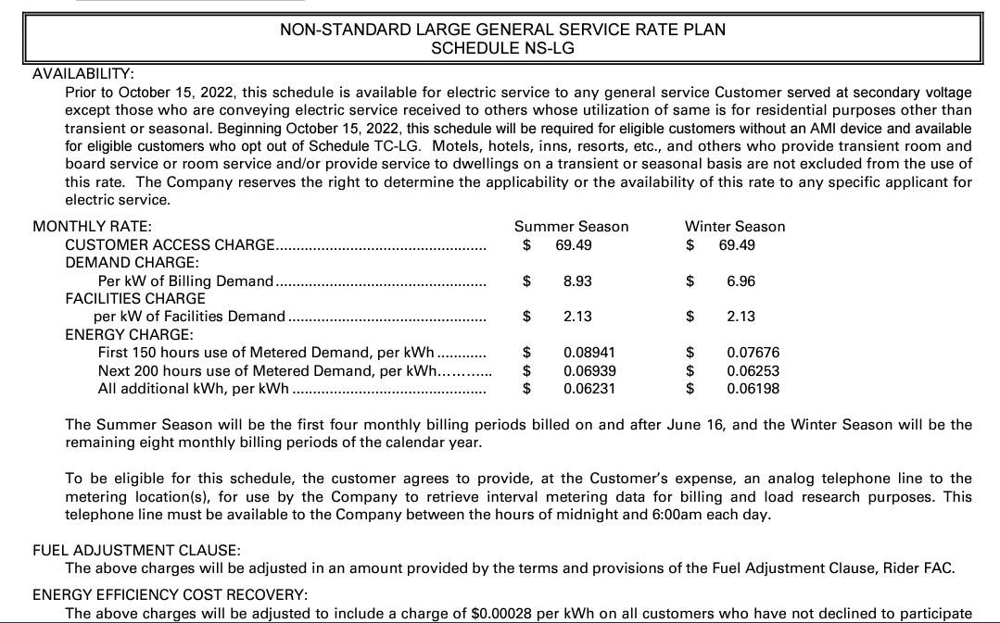 NON-STANDARD LARGE GENERAL SERVICE RATE PLAN
SCHEDULE NS-LG
AVAILABILITY:
Prior to October 15, 2022, this schedule is available for electric service to any general service Customer served at secondary voltage
except those who are conveying electric service received to others whose utilization of same is for residential purposes other than
transient or seasonal. Beginning October 15, 2022, this schedule will be required for eligible customers without an AMI device and available
for eligible customers who opt out of Schedule TC-LG. Motels, hotels, inns, resorts, etc., and others who provide transient room and
board service or room service and/or provide service to dwellings on a transient or seasonal basis are not excluded from the use of
this rate. The Company reserves the right to determine the applicability or the availability of this rate to any specific applicant for
electric service.
MONTHLY RATE: Summer Season Winter Season
CUSTOMER ACCESS CHARGE................................................... $ 69.49 $ 69.49
DEMAND CHARGE:
Per kW of Billing Demand................................................... $ 8.93 $ 6.96
FACILITIES CHARGE
per kW of Facilities Demand ................................................ $ 2.13 $ 2.13
ENERGY CHARGE:
First 150 hours use of Metered Demand, per kWh ............ $ 0.08941 $ 0.07676
Next 200 hours use of Metered Demand, per kWh............. $ 0.06939 $ 0.06253
All additional kWh, per kWh ............................................... $ 0.06231 $ 0.06198
The Summer Season will be the first four monthly billing periods billed on and after June 16, and the Winter Season will be the
remaining eight monthly billing periods of the calendar year.
To be eligible for this schedule, the customer agrees to provide, at the Customer's expense, an analog telephone line to the
metering location(s), for use by the Company to retrieve interval metering data for billing and load research purposes. This
telephone line must be available to the Company between the hours of midnight and 6:00am each day.
FUEL ADJUSTMENT CLAUSE:
The above charges will be adjusted in an amount provided by the terms and provisions of the Fuel Adjustment Clause, Rider FAC.
ENERGY EFFICIENCY COST RECOVERY:
The above charges will be adjusted to include a charge of $0.00028 per kWh on all customers who have not declined to participate